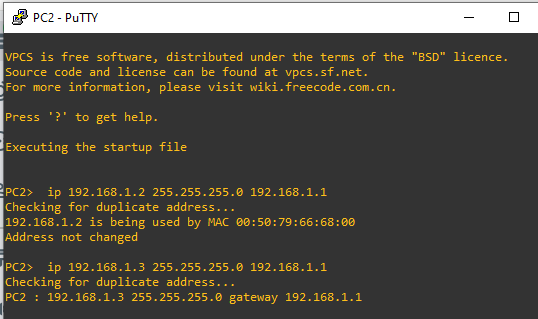 PC2 - PuTTY
VPCS is free software, distributed under the terms of the "BSD" licence.
Source code and license can be found at vpcs.sf.net.
For more information, please visit wiki.freecode.com.cn.
Press '?' to get help.
Executing the startup file
PC2>  ip 192.168.1.2 255.255.255.0 192.168.1.1
Checking for duplicate address...
192.168.1.2 is being used by MAC 00:50:79:66:68:00
Address not changed
PC2>  ip 192.168.1.3 255.255.255.0 192.168.1.1
Checking for duplicate address...
PC2 : 192.168.1.3 255.255.255.0 gateway 192.168.1.1